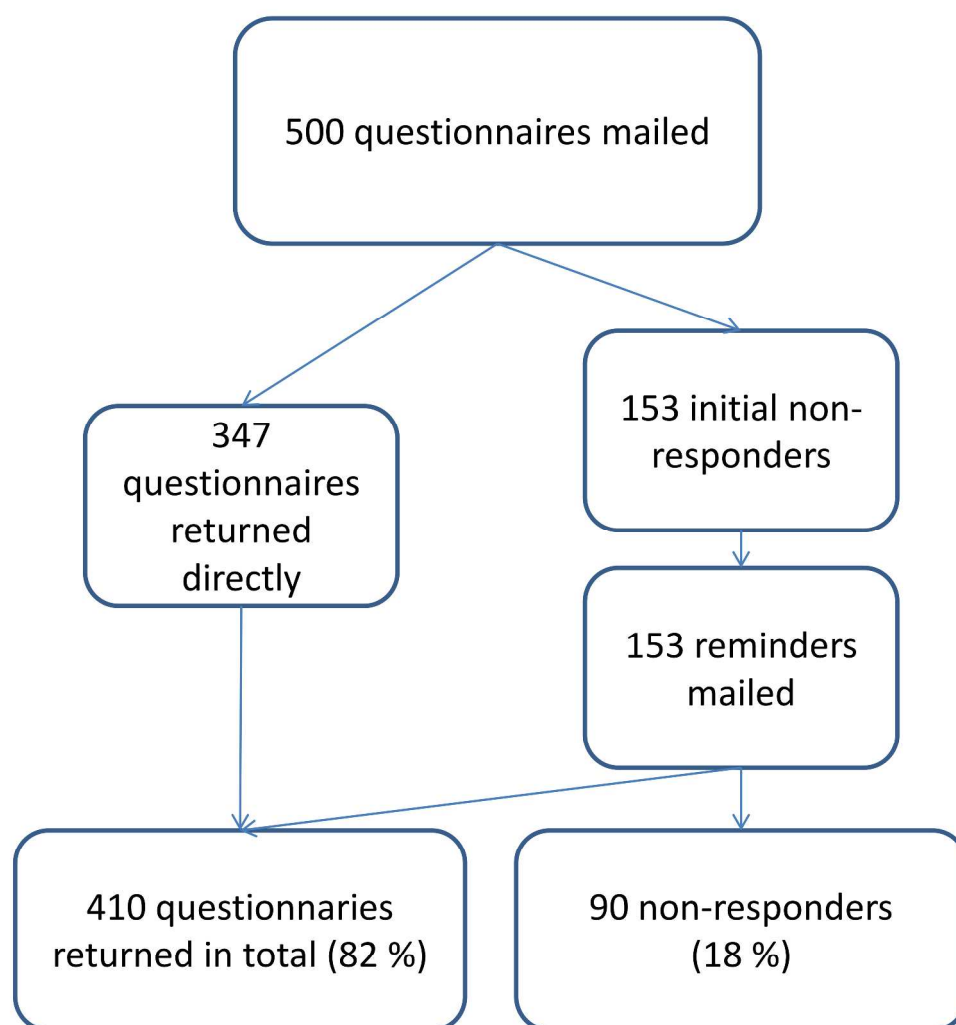 500 questionnaires mailed
347
questionnaires
returned
directly
153 initial non-
responders
153 reminders
mailed
410 questionnaries
returned in total (82 %)
90 non-responders
(18 %)